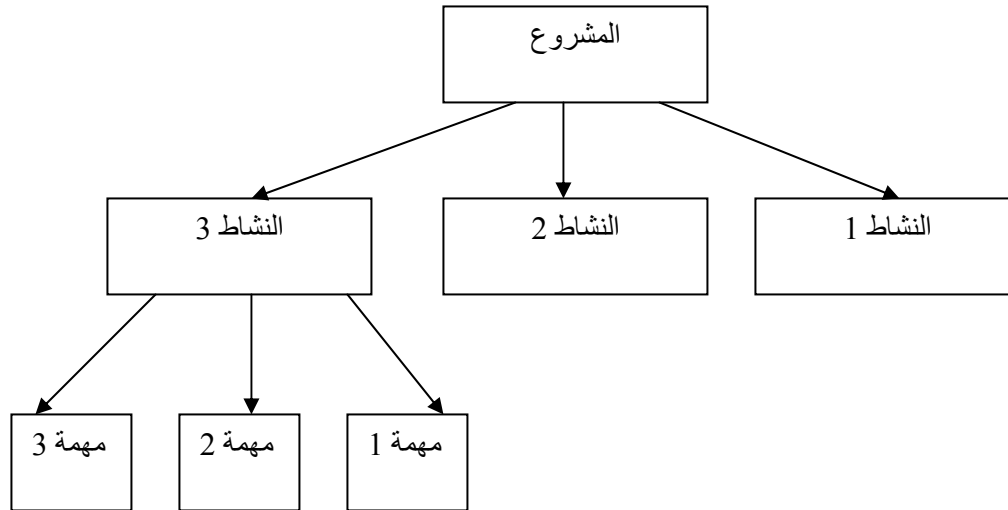 المشروع
النشاط 1
النشاط 2
النشاط 3
مهمة 1
مهمة 2
مهمة 3